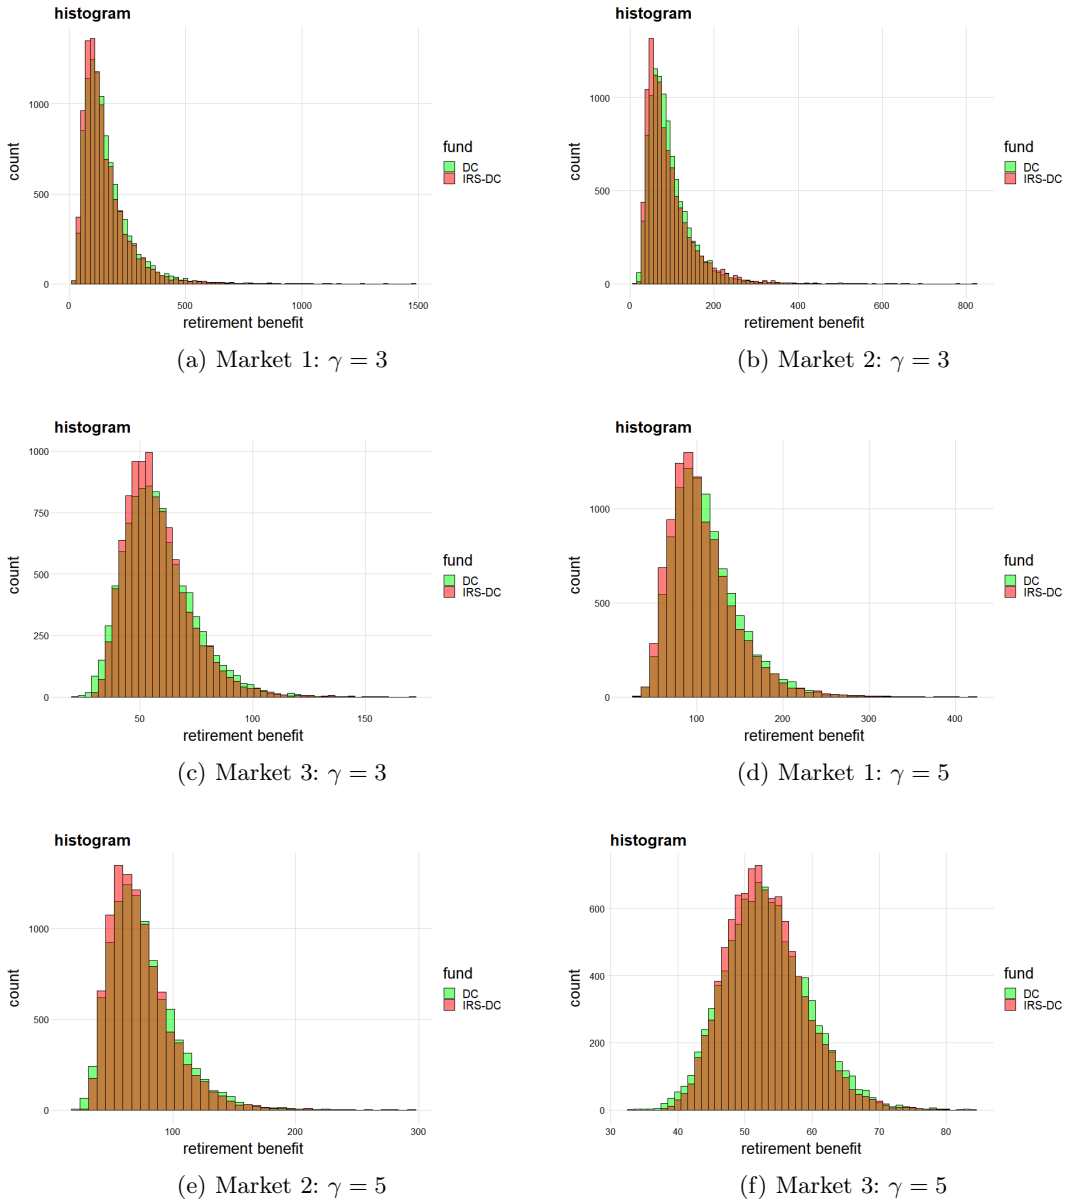 histogram
1000
500
0
count
0
500
1000
1500
retirement benefit
fund
DC
IRS-DC
(a) Market 1: γ = 3
histogram
1000
500
0
count
0
200
400
600
800
retirement benefit
fund
DC
IRS-DC
(b) Market 2: γ = 3
histogram
1000
750
500
250
0
count
50
100
150
retirement benefit
fund
DC
IRS-DC
(c) Market 3: γ = 3
histogram
1000
500
0
count
100
200
300
400
retirement benefit
fund
DC
IRS-DC
(d) Market 1: γ = 5
histogram
1000
500
0
count
100
200
300
retirement benefit
fund
DC
IRS-DC
(e) Market 2: γ = 5
histogram
600
400
200
0
count
30
40
50
60
70
80
retirement benefit
fund
DC
IRS-DC
(f) Market 3: γ = 5